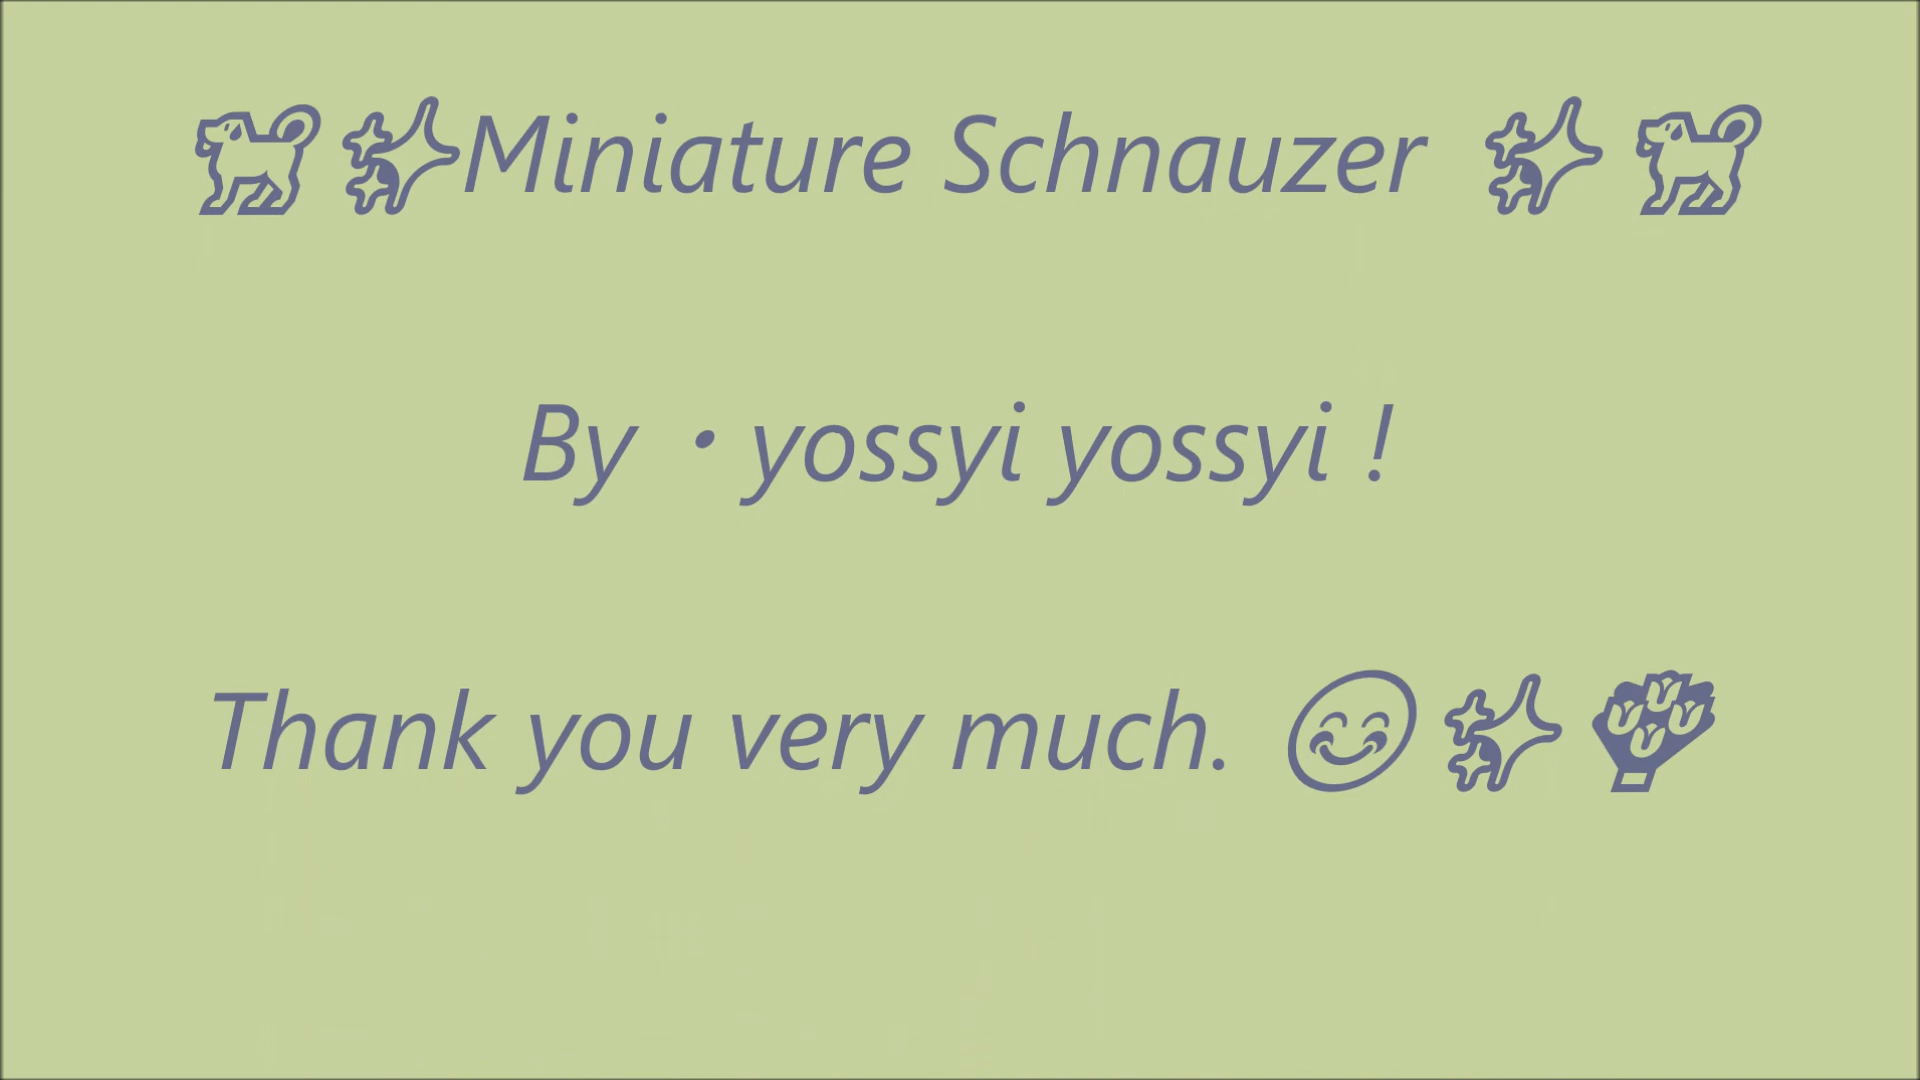 🐕✨Miniature Schnauzer ✨🐕
By・yossyi yossyi !
Thank you very much. 😊✨💐